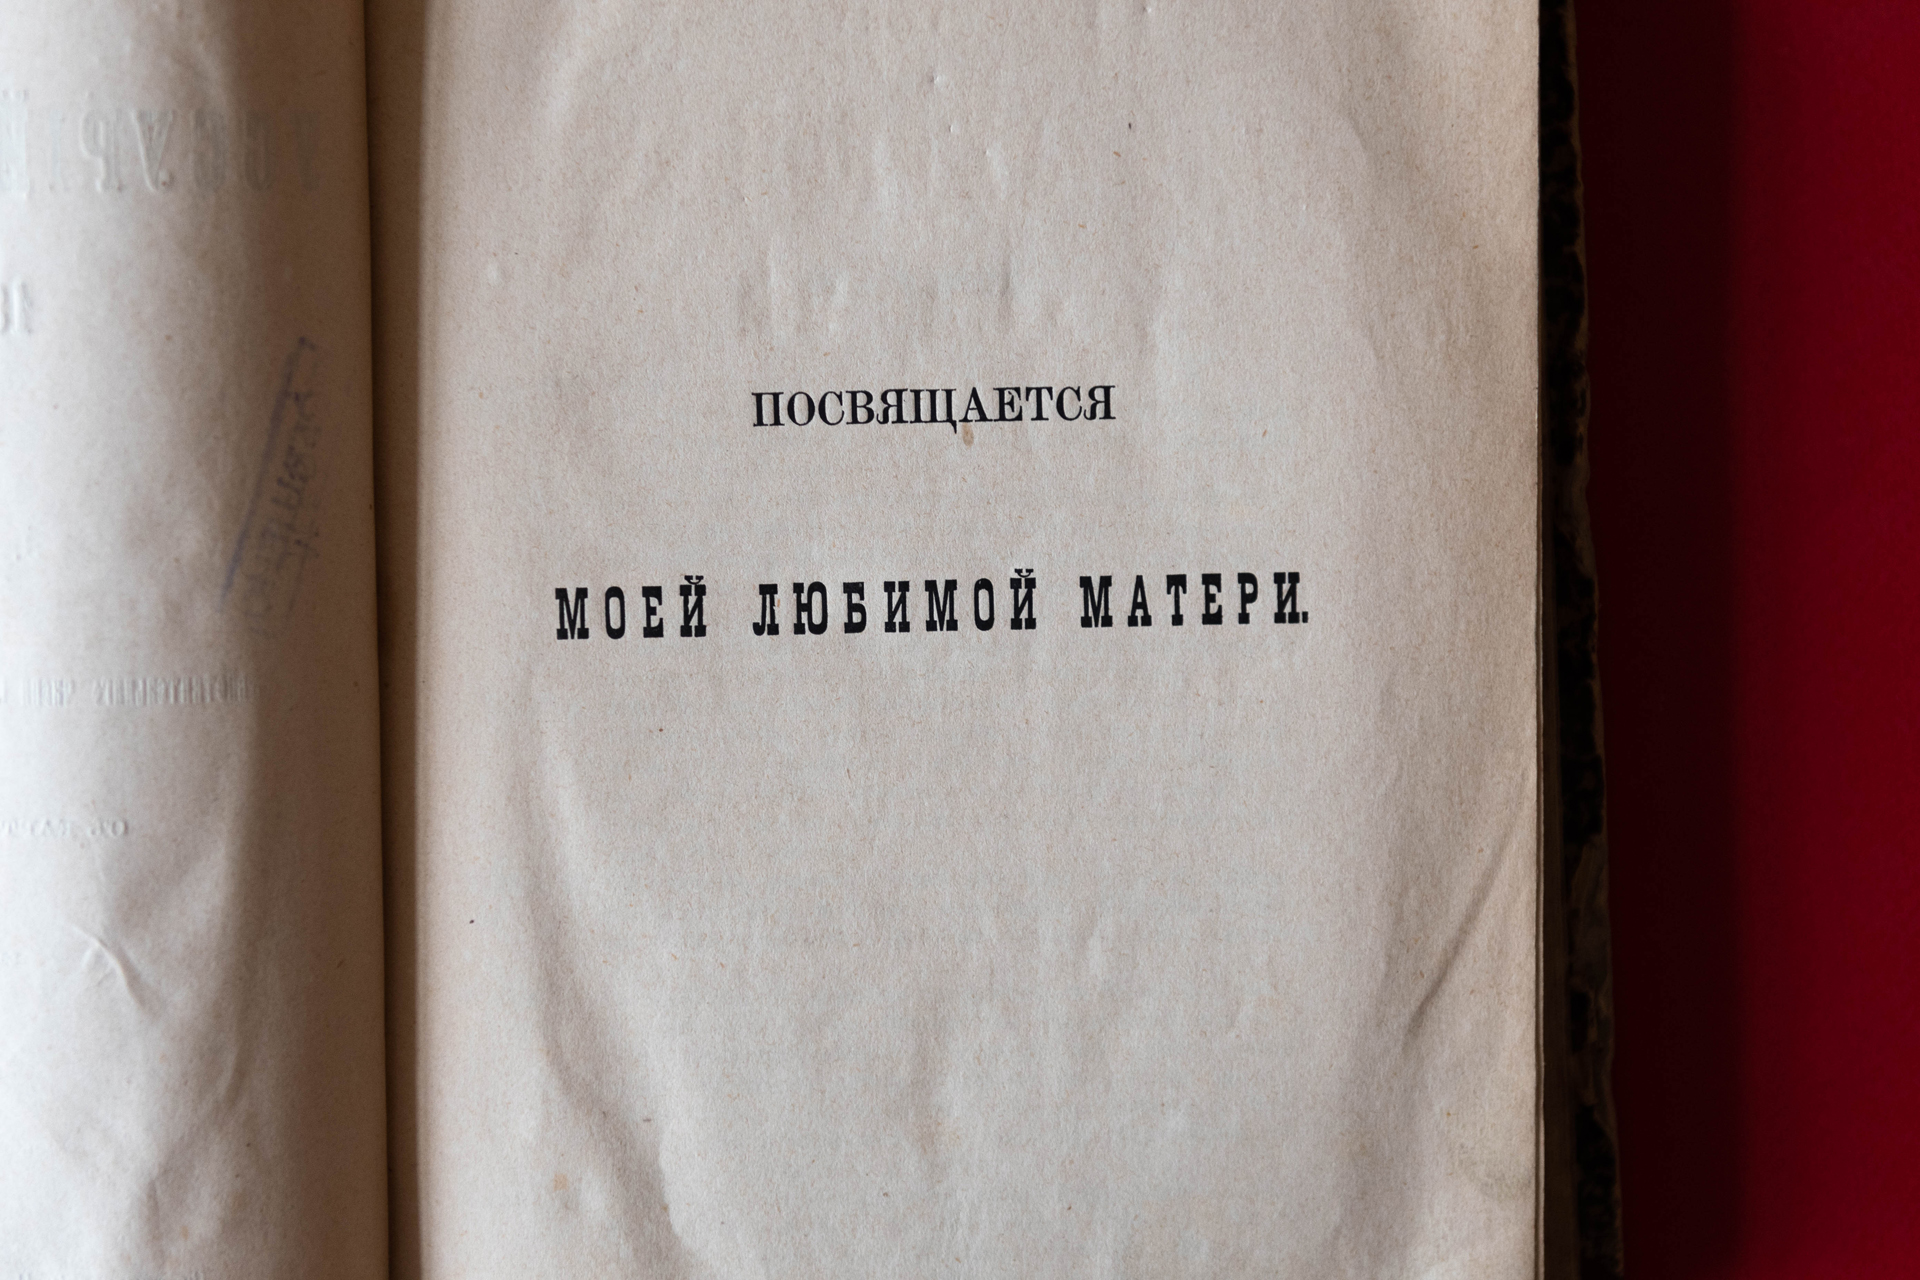 ПОСВЯЩАЕТСЯ
МОЕЙ ЛЮБИМОЙ МАТЕРИ.